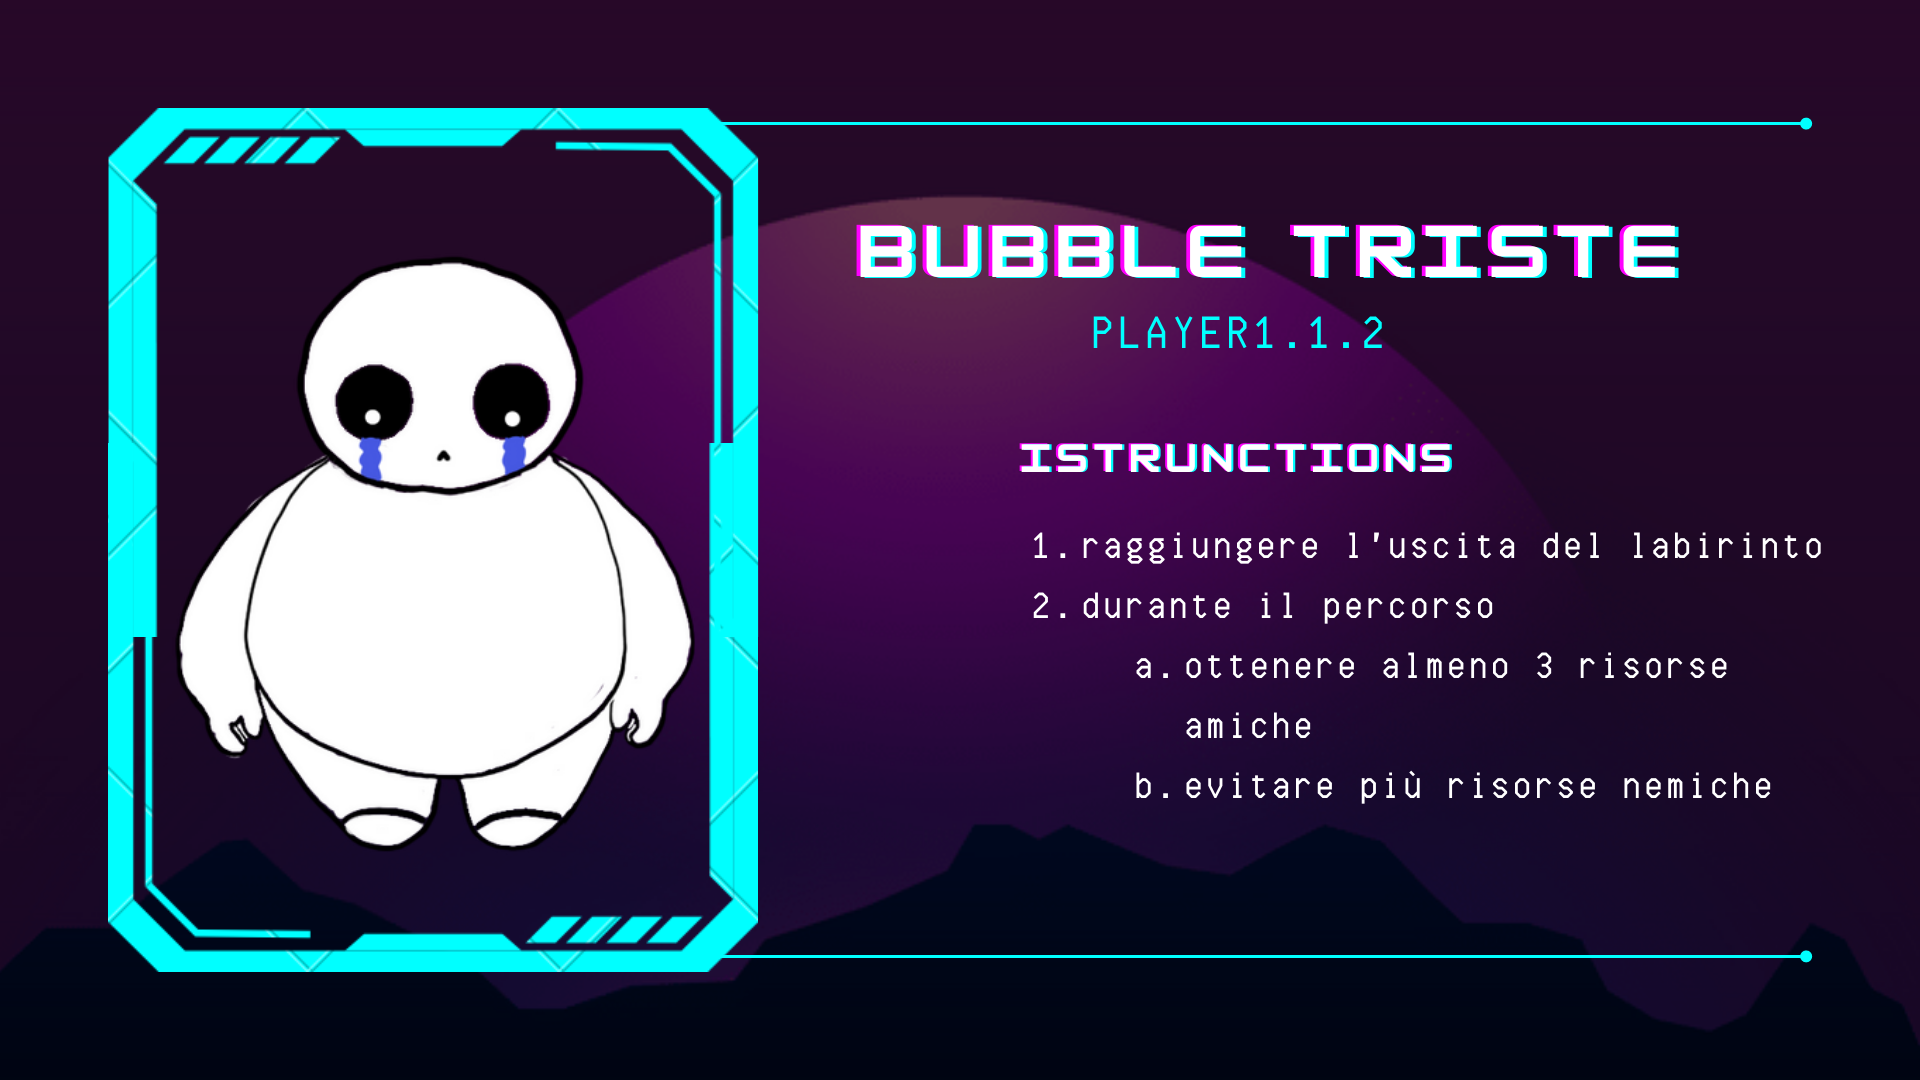 BUBBLE TRISTE
PLAYER1.1.2
ISTRUNCTIONS
1. raggiungere l'uscita del labirinto
2. durante il percorso
a. ottenere almeno 3 risorse
amiche
b. evitare più risorse nemiche